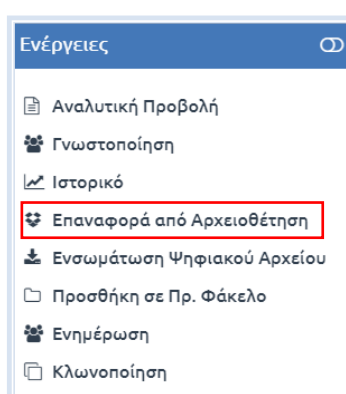 Ενέργειες
Αναλυτική Προβολή
Γνωστοποίηση
Ιστορικό
Επαναφορά από Αρχειοθέτηση
Ενσωμάτωση Ψηφιακού Αρχείου
Προσθήκη σε Πρ. Φάκελο
Ενημέρωση
Κλωνοποίηση